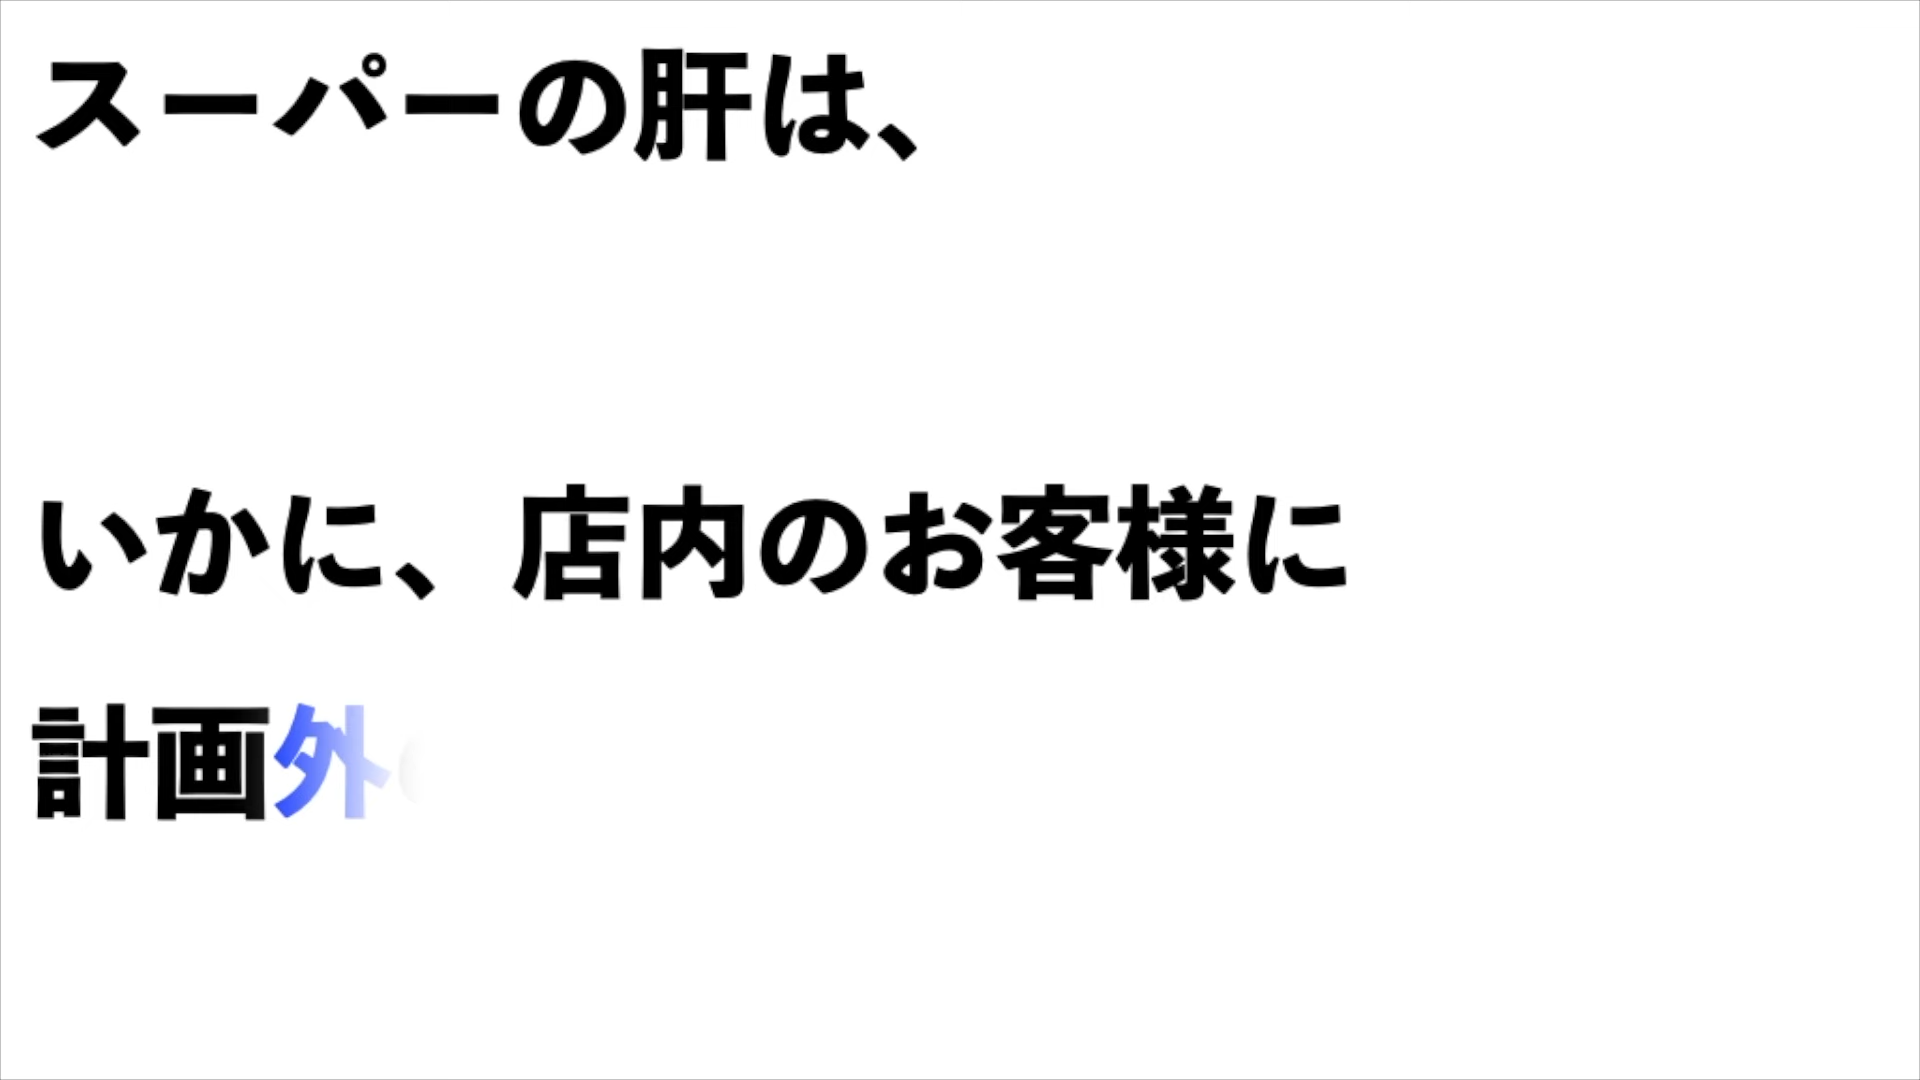 スーパーの肝は、
いかに、店内のお客様に
計画外